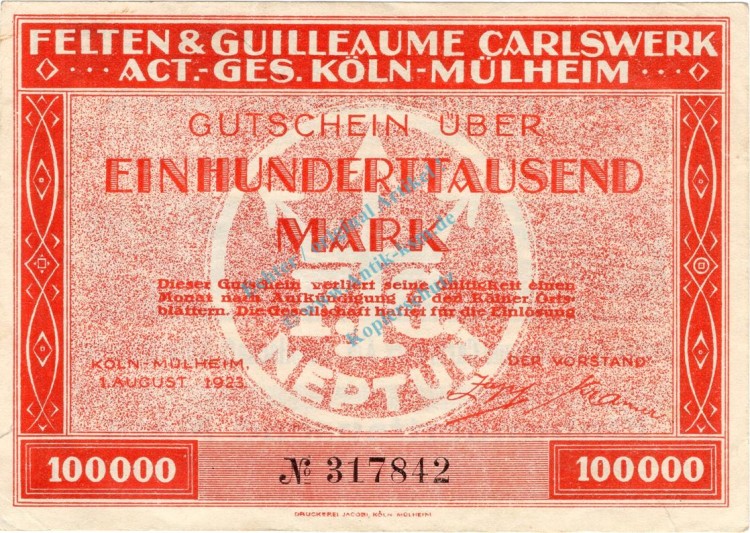 FELTEN & GUILLEAUME CARLSWERK
ACT.-GES. KÖLN-MÜLHEIM
GUTSCHEIN ÜBER
EINHUNDERTTAUSEND
MARK
Dieser Gutschein verliert seine Gültigkeit einen
Monat nach Aufkündigung in den Kölner Orts-
blättern. Die Gesellschaft haftet für die Einlösung
NEPTUN
KÖLN-MÜLHEIM,
1. AUGUST 1923.
DER VORSTAND
100000
№ 317842
100000
DRUCKEREI JACOBI, KÖLN-MÜLHEIM